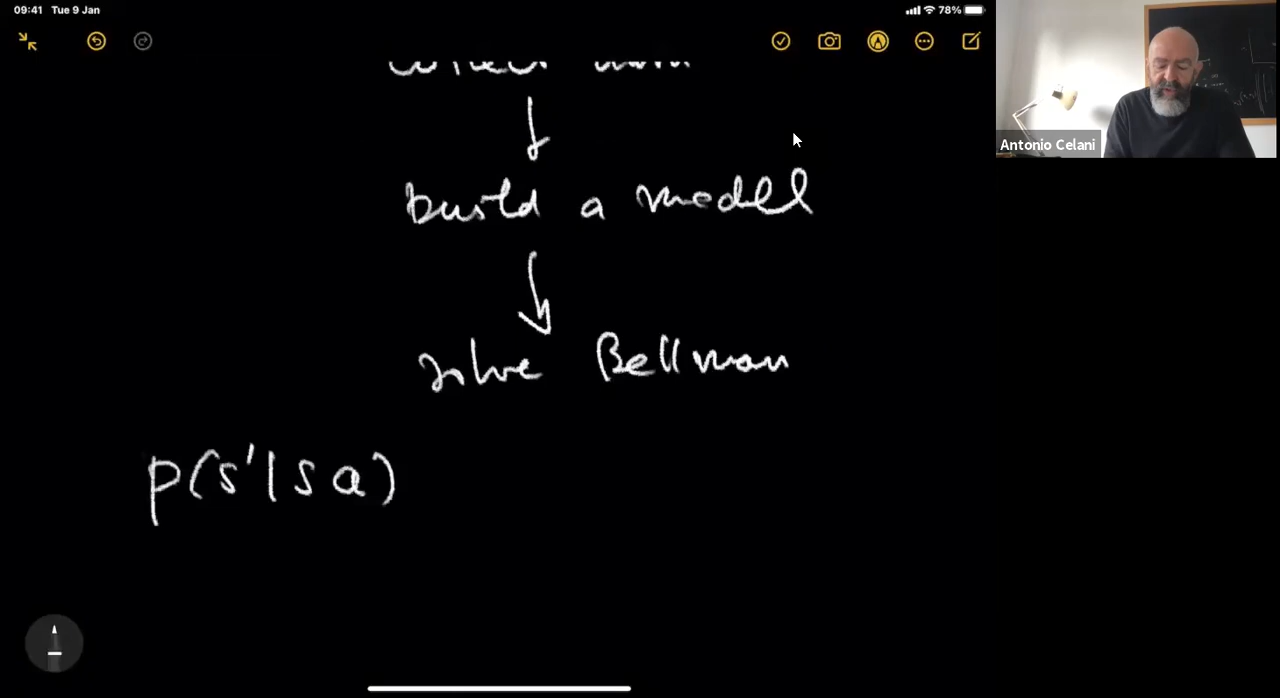 09:41 Tue 9 Jan 78%
Antonio Celani
build a model
solve Bellman
p(s'|s a)